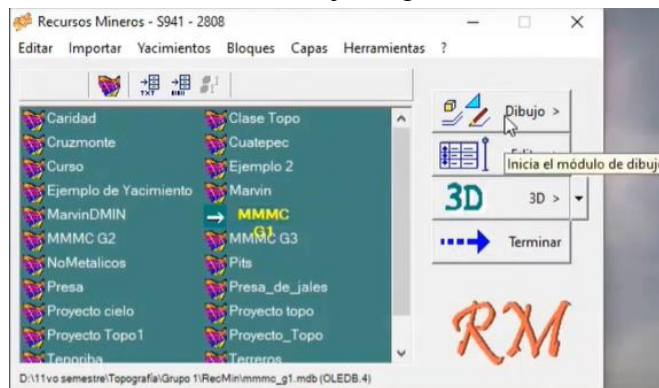 Recursos Mineros - S941 - 2808
Editar Importar Yacimientos Bloques Capas Herramientas ?
TXT
Caridad Clase Topo
Cruzmonte Cuatepec
Curso Ejemplo 2
Ejemplo de Yacimiento Marvin
MarvinDMIN MMMC G1
MMMC G2 MMMC G3
NoMetalicos Pits
Presa Presa_de_jales
Proyecto cielo Proyecto topo
Proyecto Topo1 Proyecto_Topo
Tenoriba Terreros
Dibujo >
Inicia el módulo de dibuj
3D 3D >
Terminar
RM
D:\11vo semestre\Topografía\Grupo 1\RecMin\mmmc_g1.mdb (OLEDB.4)